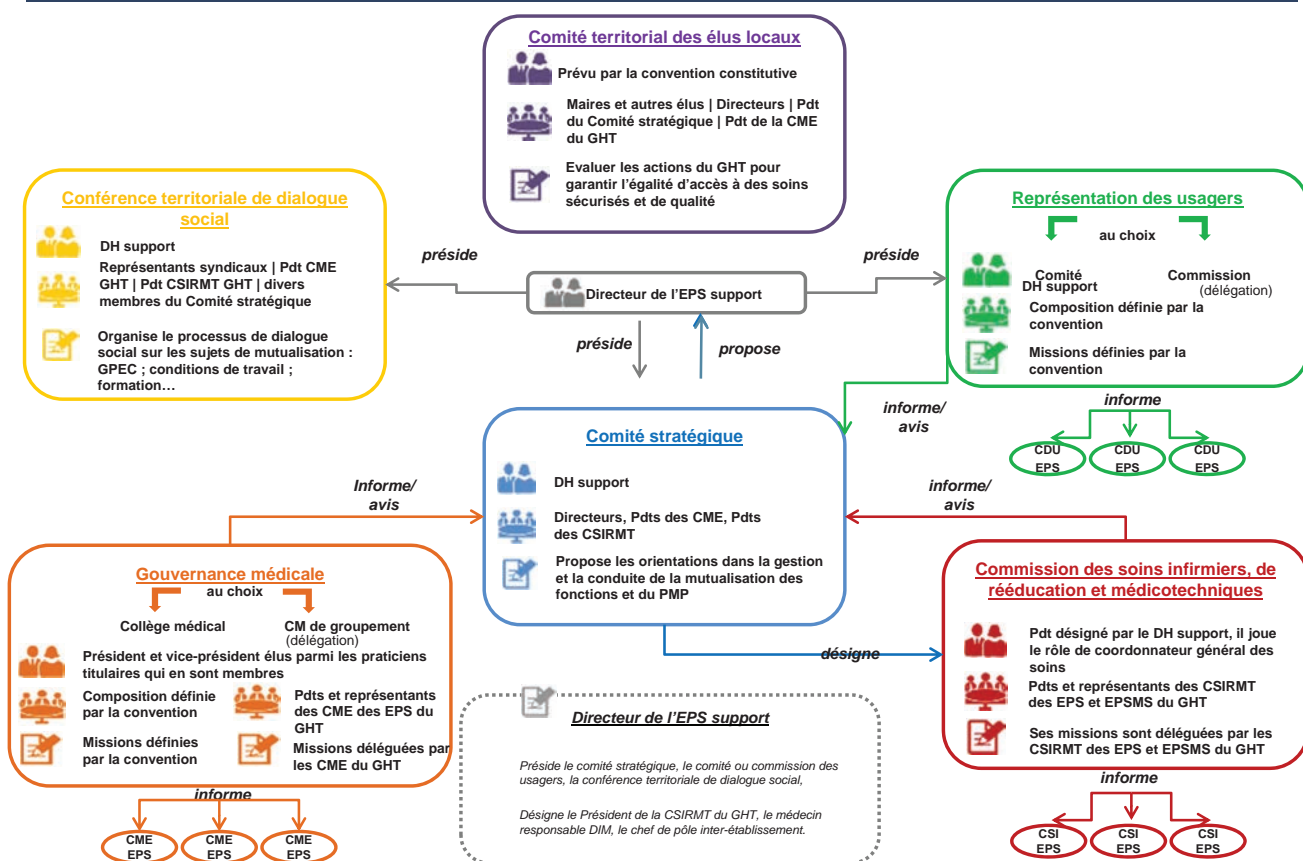 Comité territorial des élus locaux
Prévu par la convention constitutive
Maires et autres élus | Directeurs | Pdt
du Comité stratégique | Pdt de la CME
du GHT
Evaluer les actions du GHT pour
garantir l'égalité d'accès à des soins
sécurisés et de qualité
Conférence territoriale de dialogue
social
DH support
Représentants syndicaux | Pdt CME
GHT | Pdt CSIRMT GHT | divers
membres du Comité stratégique
Organise le processus de dialogue
social sur les sujets de mutualisation :
GPEC ; conditions de travail ;
formation…
préside
Directeur de l'EPS support
préside
préside
propose
Représentation des usagers
au choix
Comité
Commission
DH support
(délégation)
Composition définie par la
convention
Missions définies par la
convention
informe/
avis
informe
CDU
EPS
CDU
EPS
CDU
EPS
Comité stratégique
DH support
Directeurs, Pdts des CME, Pdts
des CSIRMT
Propose les orientations dans la gestion
et la conduite de la mutualisation des
fonctions et du PMP
Informe/
avis
informe/
avis
désigne
Gouvernance médicale
au choix
Collège médical
CM de groupement
(délégation)
Président et vice-président élus parmi les praticiens
titulaires qui en sont membres
Composition définie
par la convention
Pdts et représentants
des CME des EPS du
GHT
Missions définies
par la convention
Missions déléguées par
les CME du GHT
informe
CME
EPS
CME
EPS
CME
EPS
Directeur de l'EPS support
Préside le comité stratégique, le comité ou commission des
usagers, la conférence territoriale de dialogue social,
Désigne le Président de la CSIRMT du GHT, le médecin
responsable DIM, le chef de pôle inter-établissement.
Commission des soins infirmiers, de
rééducation et médicotechniques
Pdt désigné par le DH support, il joue
le rôle de coordonnateur général des
soins
Pdts et représentants des CSIRMT
des EPS et EPSMS du GHT
Ses missions sont déléguées par les
CSIRMT des EPS et EPSMS du GHT
informe
CSI
EPS
CSI
EPS
CSI
EPS